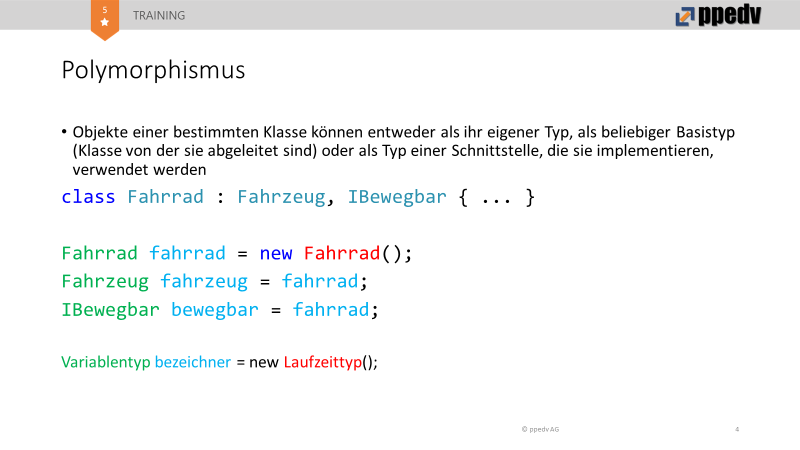 5
TRAINING
ppedv
Polymorphismus
• Objekte einer bestimmten Klasse können entweder als ihr eigener Typ, als beliebiger Basistyp
(Klasse von der sie abgeleitet sind) oder als Typ einer Schnittstelle, die sie implementieren,
verwendet werden
class Fahrrad : Fahrzeug, IBewegbar { ... }
Fahrrad fahrrad = new Fahrrad();
Fahrzeug fahrzeug = fahrrad;
IBewegbar bewegbar = fahrrad;
Variablentyp bezeichner = new Laufzeittyp();
© ppedv AG
4